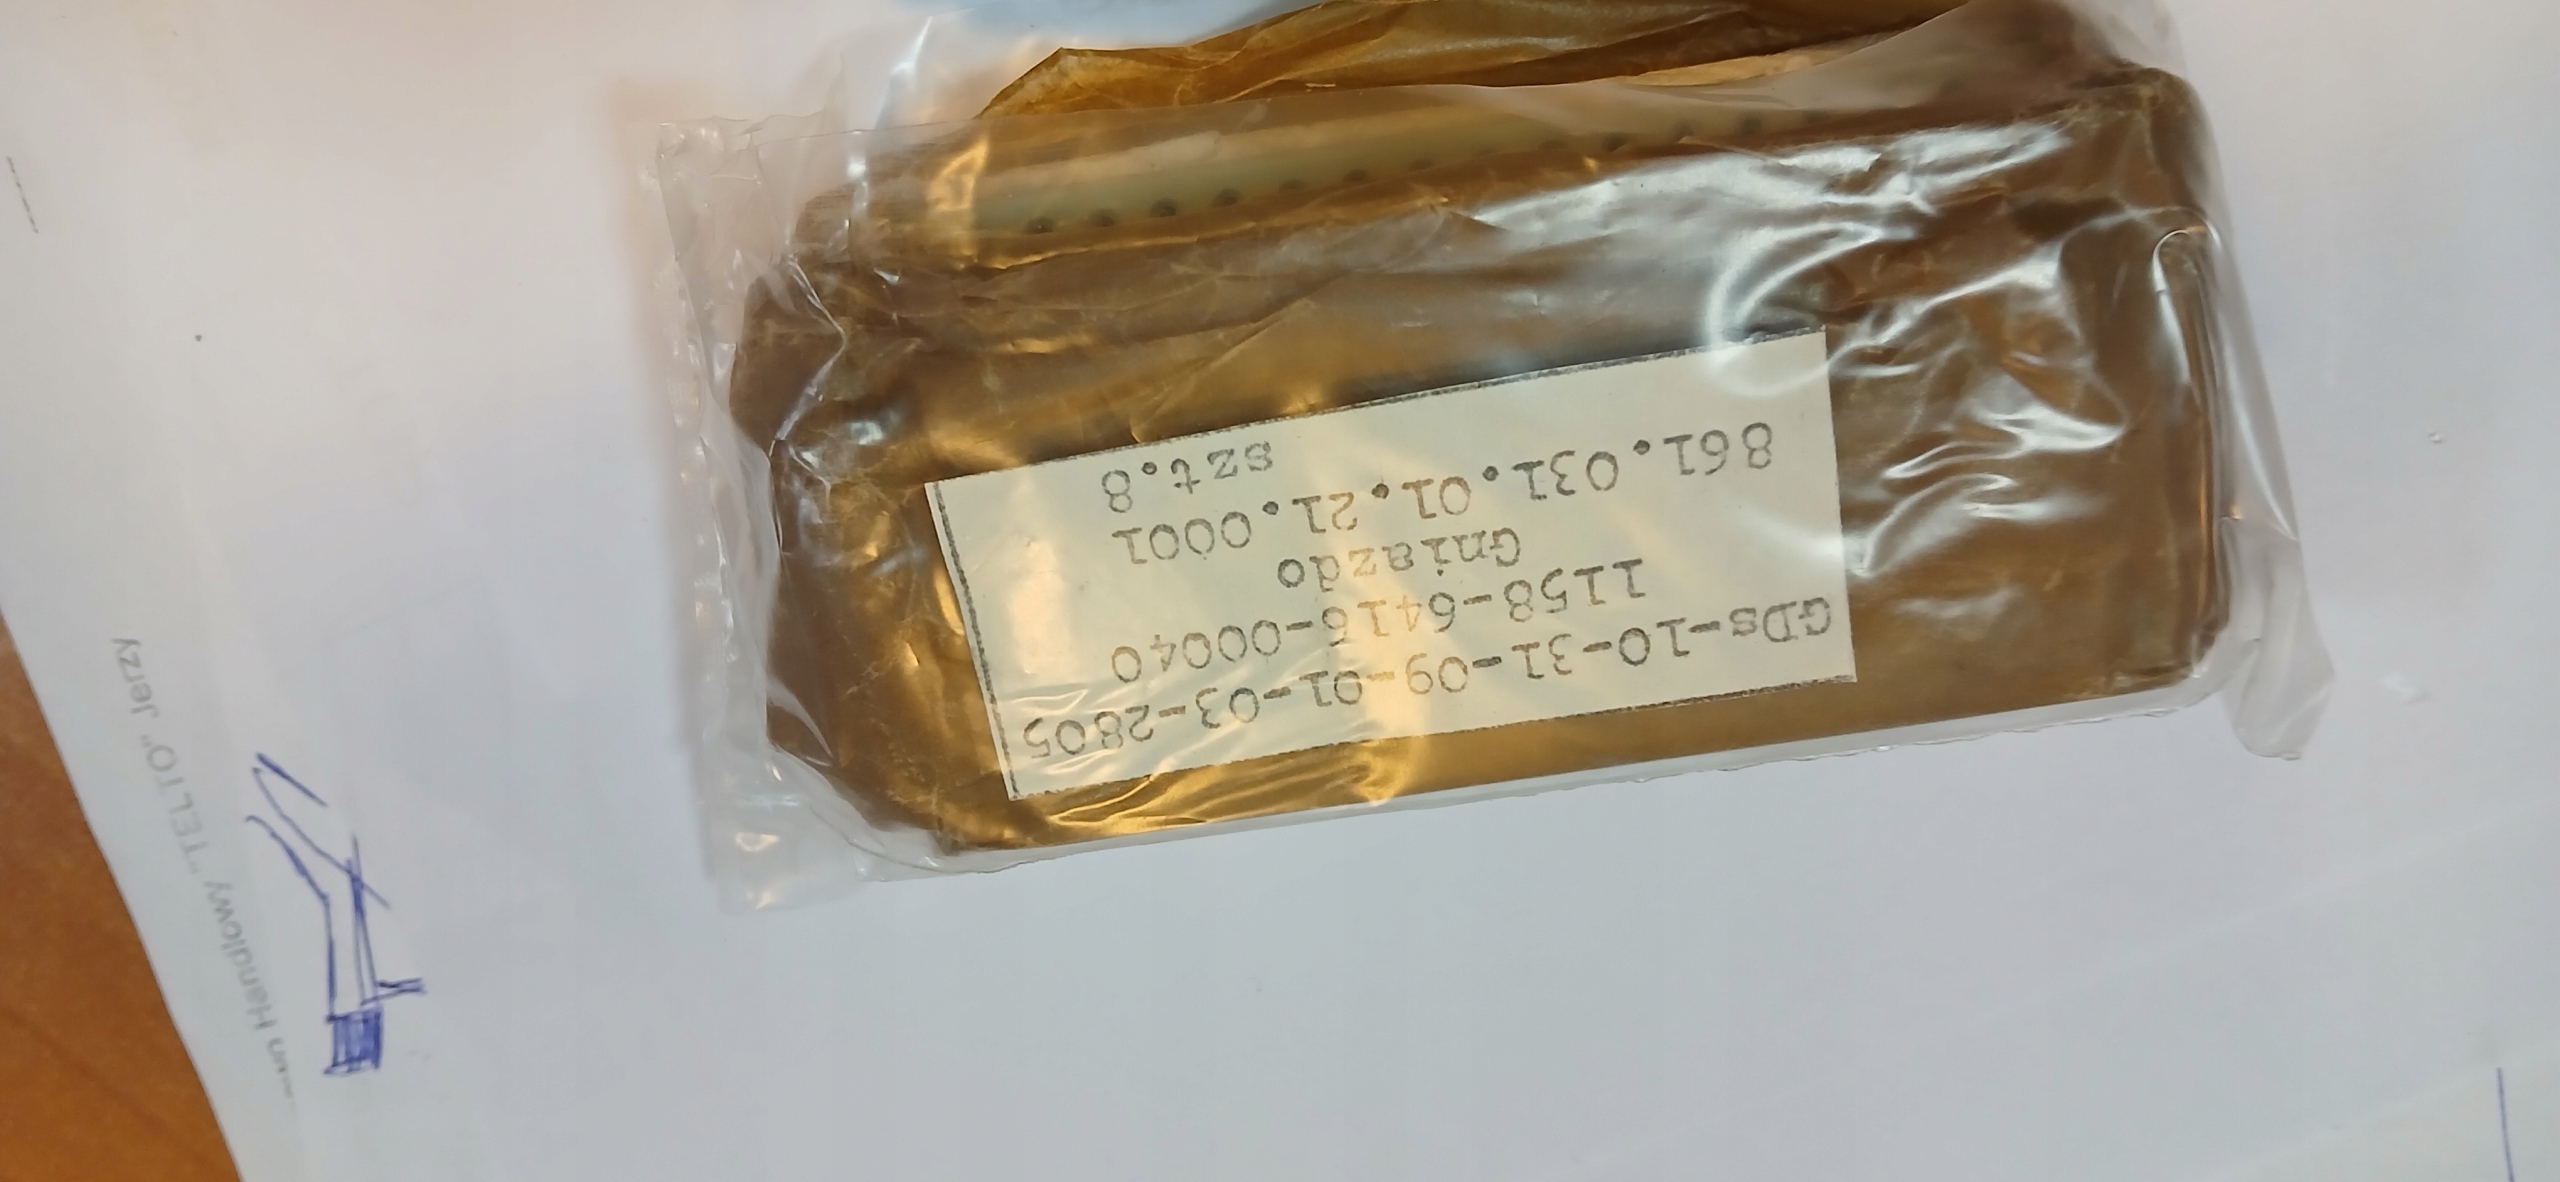 GDs-10-31-09-01-03-2805
1158-6416-00040
Gniazdo
861.031.01.21.0001
szt.8
Handlowy "TELTO" Jerzy